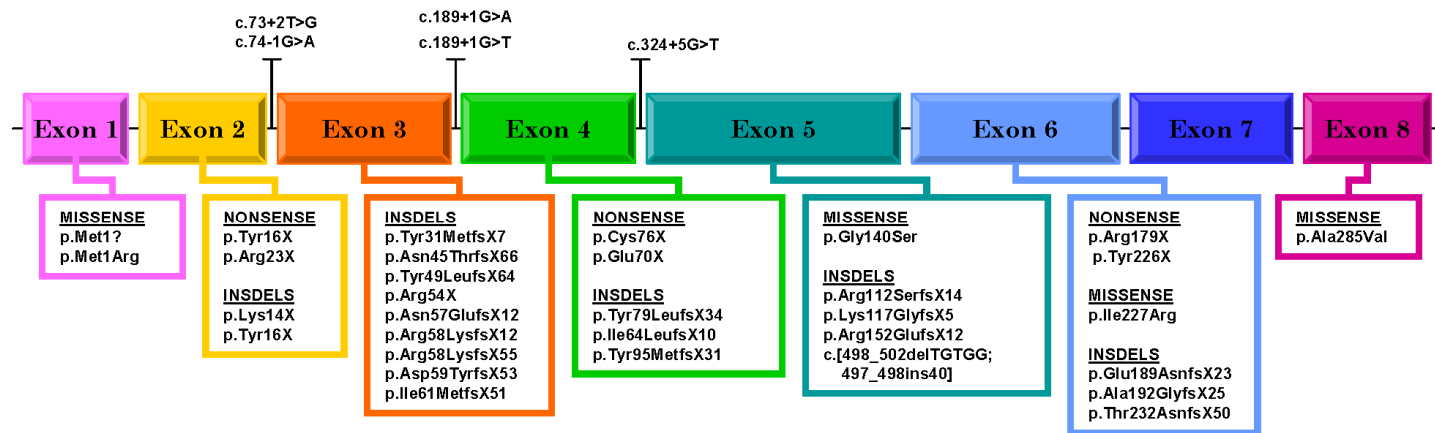 c.73+2T>G
c.74-1G>A
c.189+1G>A
c.189+1G>T
c.324+5G>T
Exon 1
Exon 2
Exon 3
Exon 4
Exon 5
Exon 6
Exon 7
Exon 8
MISSENSE
p.Met1?
p.Met1Arg
NONSENSE
p.Tyr16X
p.Arg23X
INSDELS
p.Lys14X
p.Tyr16X
INSDELS
p.Tyr31MetfsX7
p.Asn45ThrfsX66
p.Tyr49LeufsX64
p.Arg54X
p.Asn57GlufsX12
p.Arg58LysfsX12
p.Arg58LysfsX55
p.Asp59TyrfsX53
p.Ile61MetfsX51
NONSENSE
p.Cys76X
p.Glu70X
INSDELS
p.Tyr79LeufsX34
p.Ile64LeufsX10
p.Tyr95MetfsX31
MISSENSE
p.Gly140Ser
INSDELS
p.Arg112SerfsX14
p.Lys117GlyfsX5
p.Arg152GlufsX12
c.[498_502delTGTGG;
497_498ins40]
NONSENSE
p.Arg179X
p.Tyr226X
MISSENSE
p.Ile227Arg
INSDELS
p.Glu189AsnfsX23
p.Ala192GlyfsX25
p.Thr232AsnfsX50
MISSENSE
p.Ala285Val